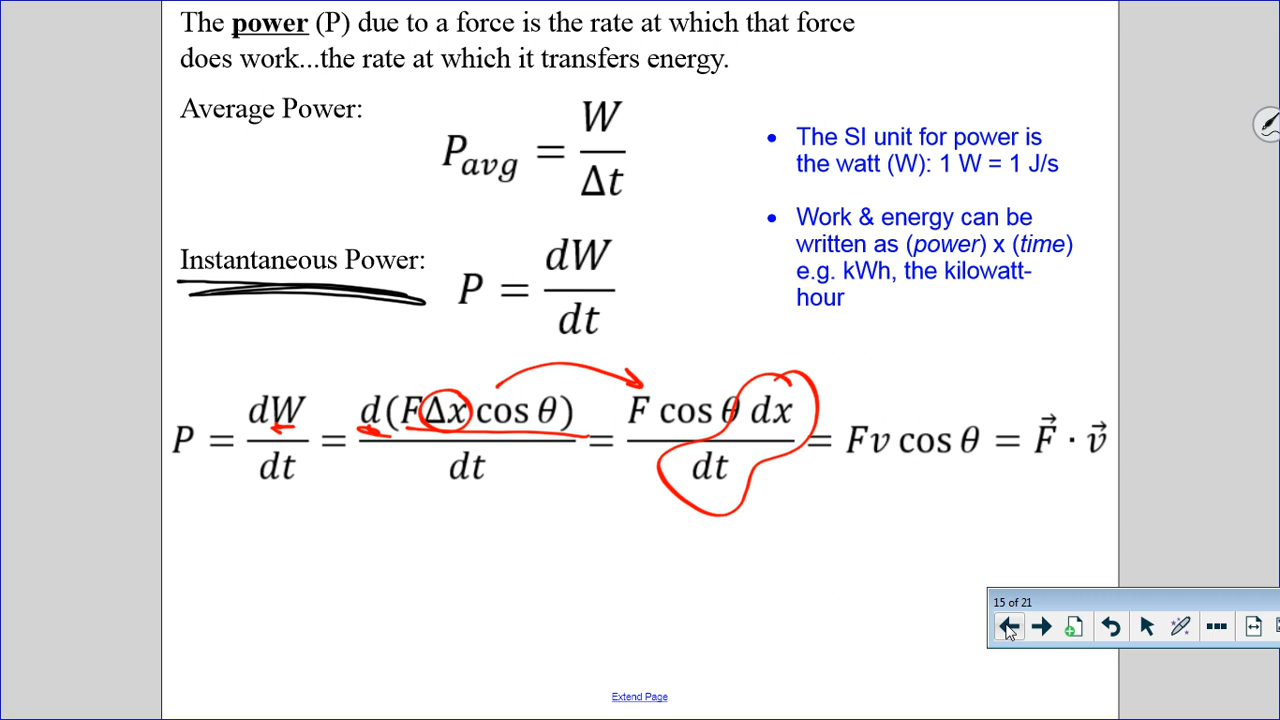 The power (P) due to a force is the rate at which that force
does work...the rate at which it transfers energy.
Average Power:
P_avg = W/Δt
Instantaneous Power:
P = dW/dt
• The SI unit for power is
the watt (W): 1 W = 1 J/s
• Work & energy can be
written as (power) x (time)
e.g. kWh, the kilowatt-
hour
P = dW/dt = d(FΔx cos θ)/dt = F cos θ dx/dt = Fv cos θ = F⃗ · v⃗
15 of 21
Extend Page